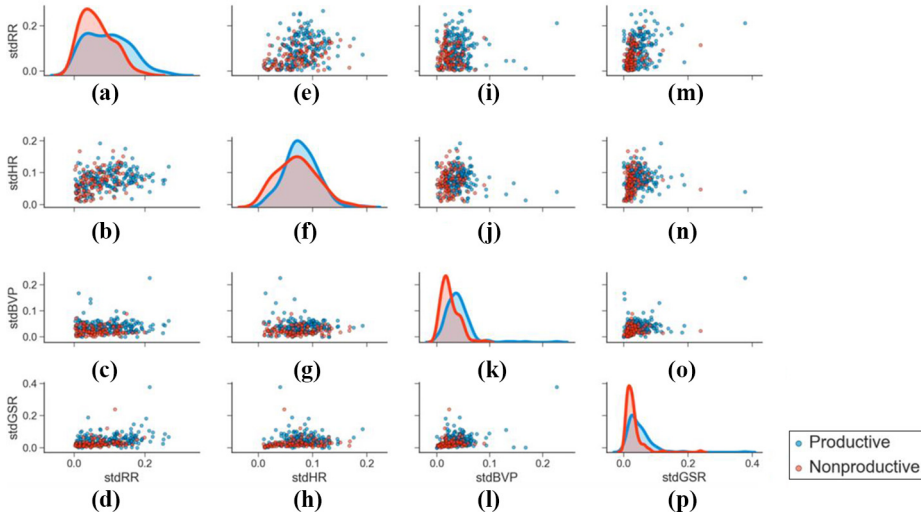 stdRR
0.2
0.0
(a)
(e)
(i)
(m)
stdHR
0.2
0.1
0.0
(b)
(f)
(j)
(n)
stdBVP
0.2
0.1
0.0
(c)
(g)
(k)
(o)
stdGSR
0.4
0.2
0.0
0.0 0.2
0.0 0.1 0.2
0.0 0.1 0.2
0.0 0.2 0.4
stdRR
stdHR
stdBVP
stdGSR
(d)
(h)
(l)
(p)
Productive
Nonproductive